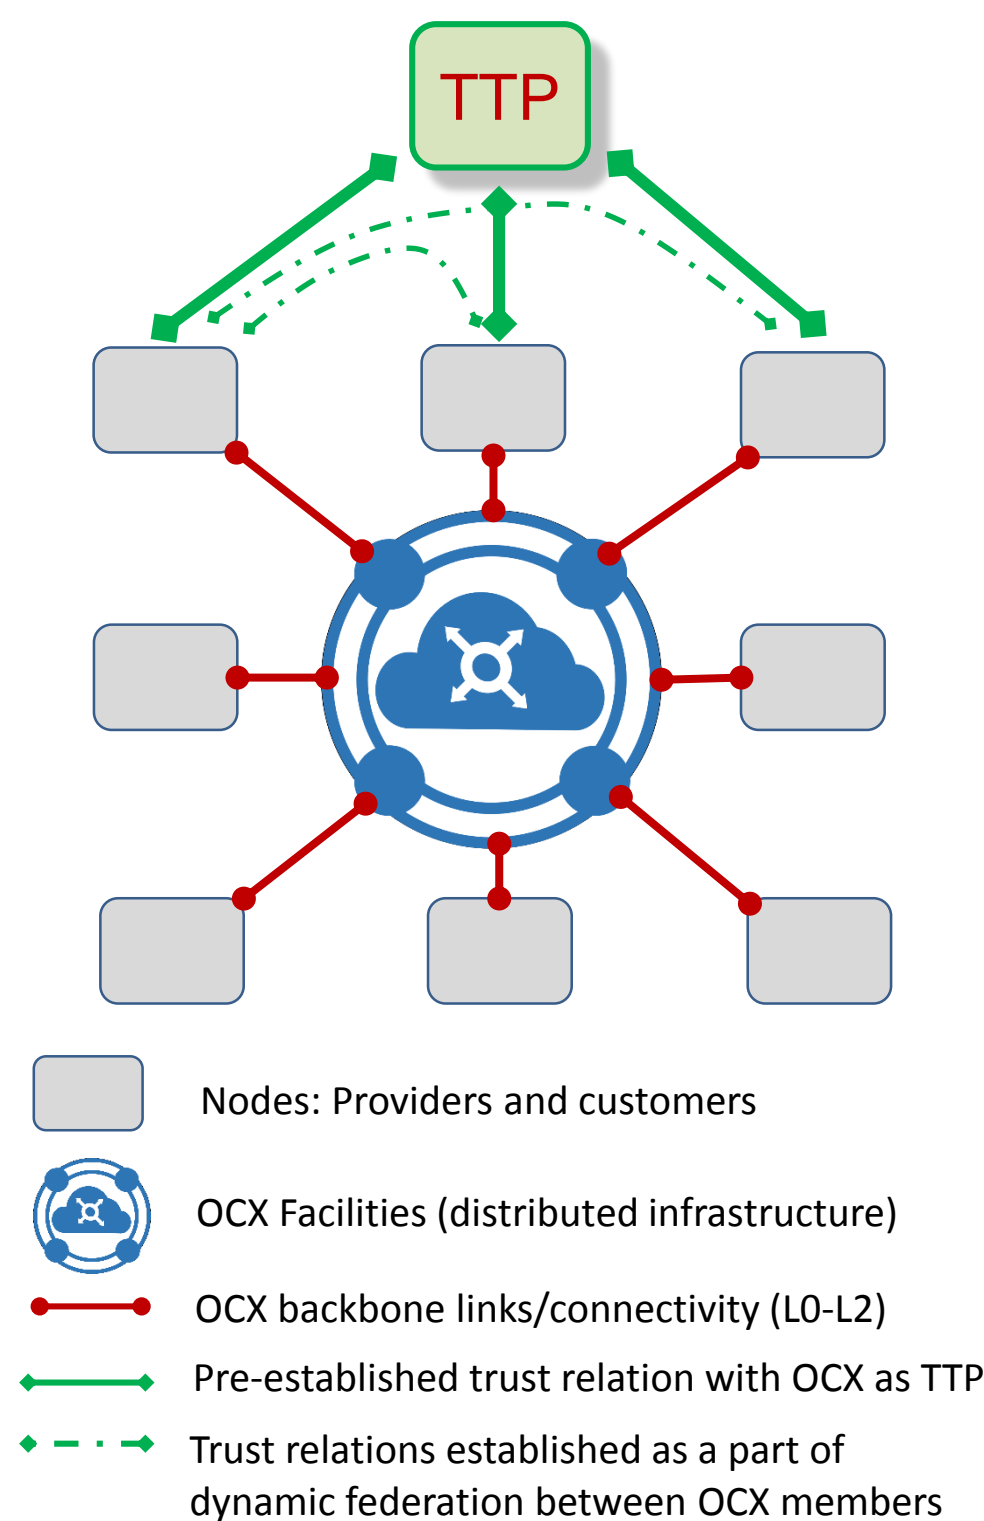 TTP
Nodes: Providers and customers
OCX Facilities (distributed infrastructure)
OCX backbone links/connectivity (L0-L2)
Pre-established trust relation with OCX as TTP
Trust relations established as a part of
dynamic federation between OCX members